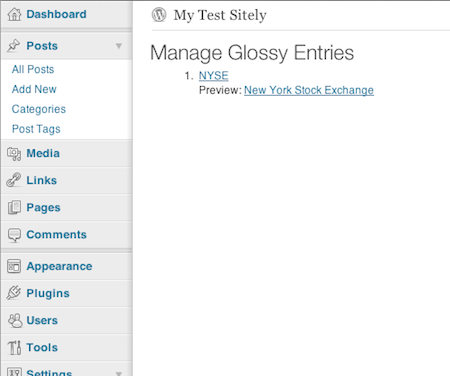 Dashboard
Posts
All Posts
Add New
Categories
Post Tags
Media
Links
Pages
Comments
Appearance
Plugins
Users
Tools
Settings
My Test Sitely
Manage Glossy Entries
1. NYSE
Preview: New York Stock Exchange